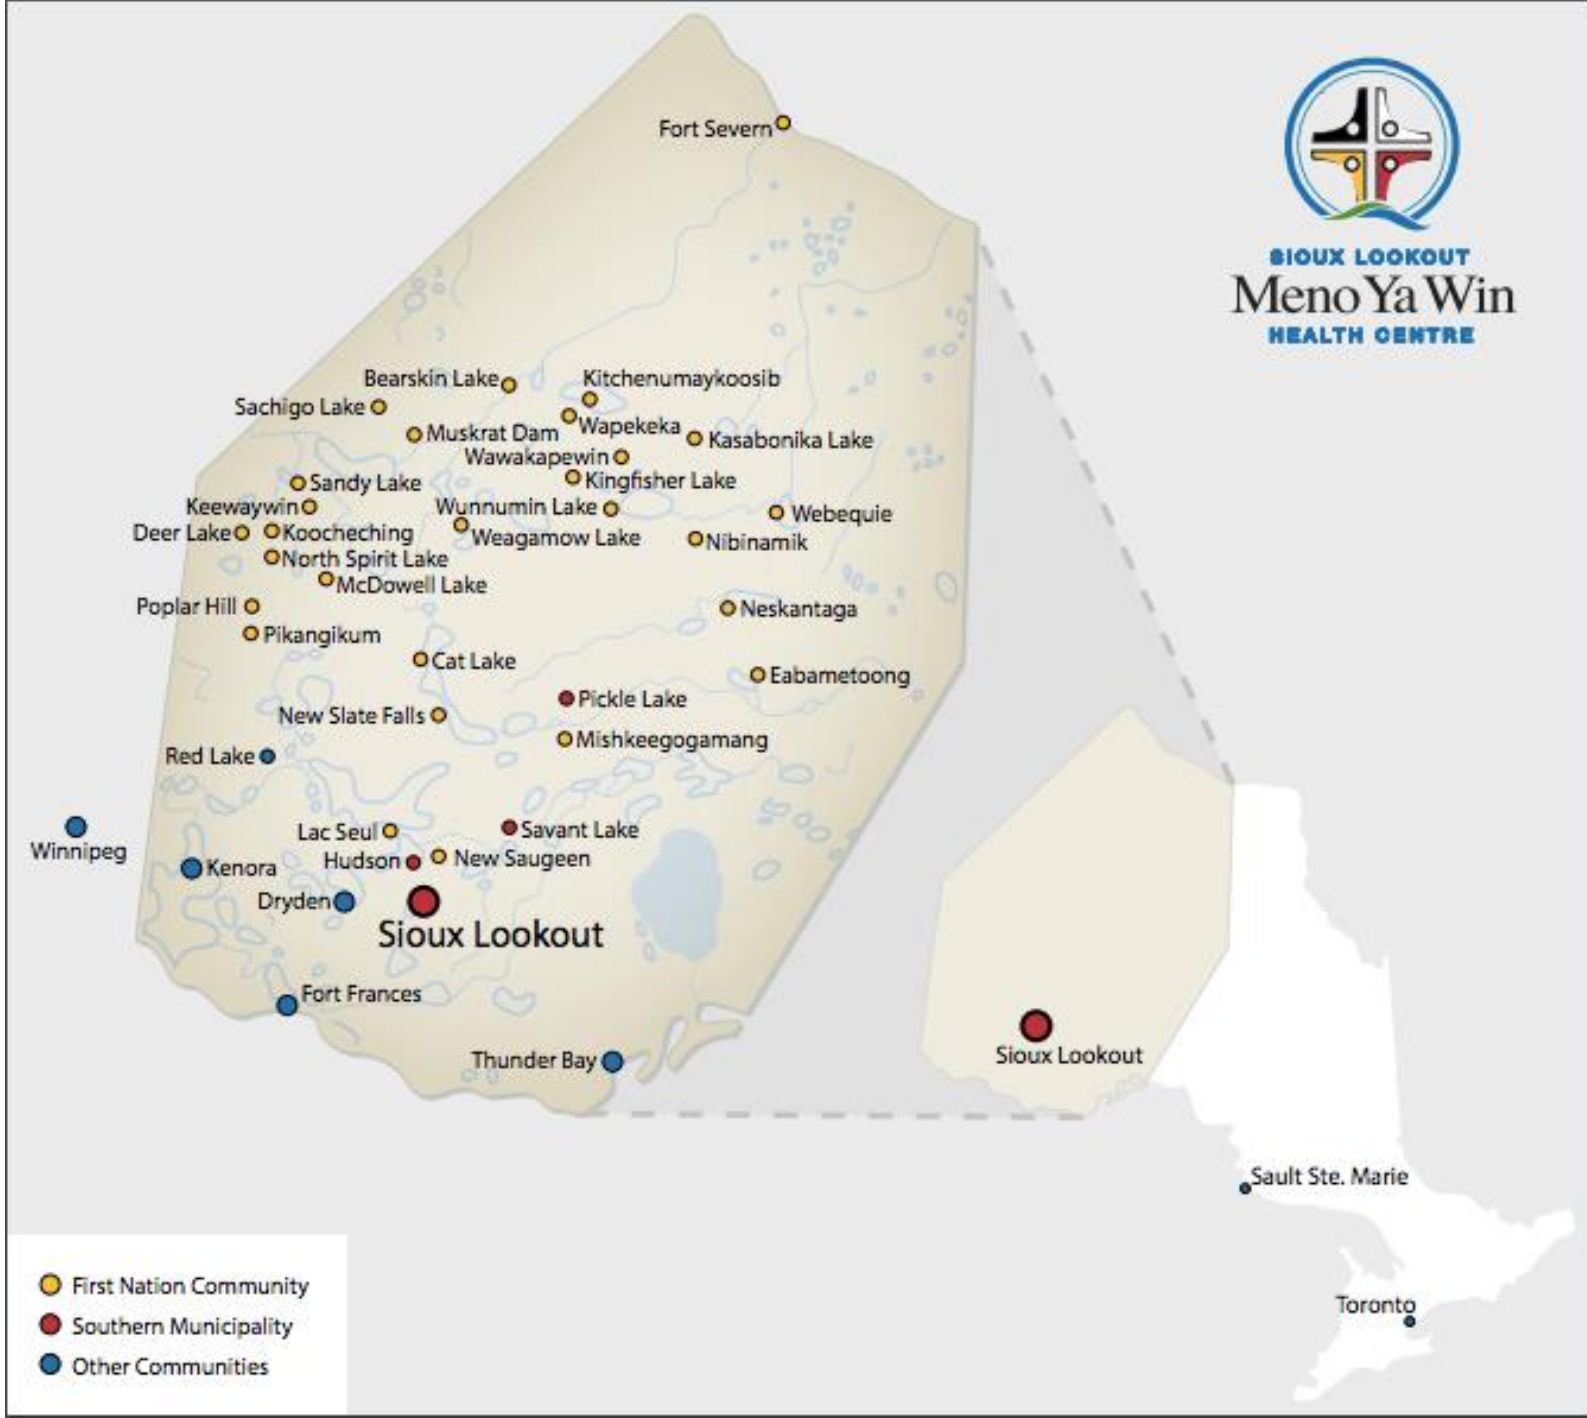 Fort Severn
SIOUX LOOKOUT
Meno Ya Win
HEALTH CENTRE
Bearskin Lake
Kitchenumaykoosib
Sachigo Lake
Wapekeka
Muskrat Dam
Kasabonika Lake
Wawakapewin
Sandy Lake
Kingfisher Lake
Keewaywin
Wunnumin Lake
Webequie
Deer Lake
Koocheching
Weagamow Lake
Nibinamik
North Spirit Lake
McDowell Lake
Poplar Hill
Neskantaga
Pikangikum
Cat Lake
Eabametoong
Pickle Lake
New Slate Falls
Mishkeegogamang
Red Lake
Winnipeg
Lac Seul
Savant Lake
Hudson
New Saugeen
Kenora
Dryden
Sioux Lookout
Fort Frances
Thunder Bay
Sioux Lookout
Sault Ste. Marie
Toronto
First Nation Community
Southern Municipality
Other Communities